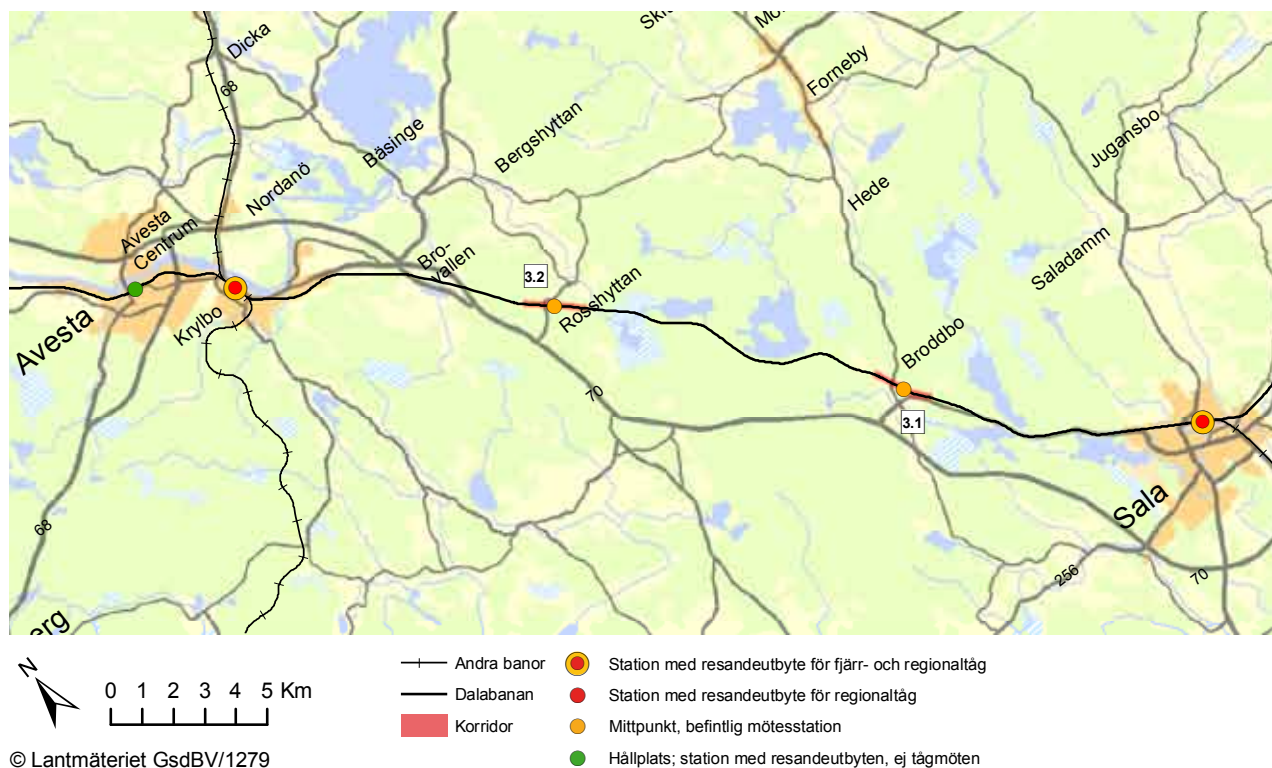 Dicka
68
Bäsinge
Nordanö
Bergshyttan
Forneby
Jugansbo
Hede
Saladamm
Avesta
Centrum
Bro-
vallen
3.2
Rosshyttan
Krylbo
Avesta
Broddbo
3.1
70
Sala
68
256
70
N
0 1 2 3 4 5 Km
Andra banor
Dalabanan
Korridor
Station med resandeutbyte för fjärr- och regionaltåg
Station med resandeutbyte för regionaltåg
Mittpunkt, befintlig mötesstation
Hållplats; station med resandeutbyten, ej tågmöten
© Lantmäteriet GsdBV/1279